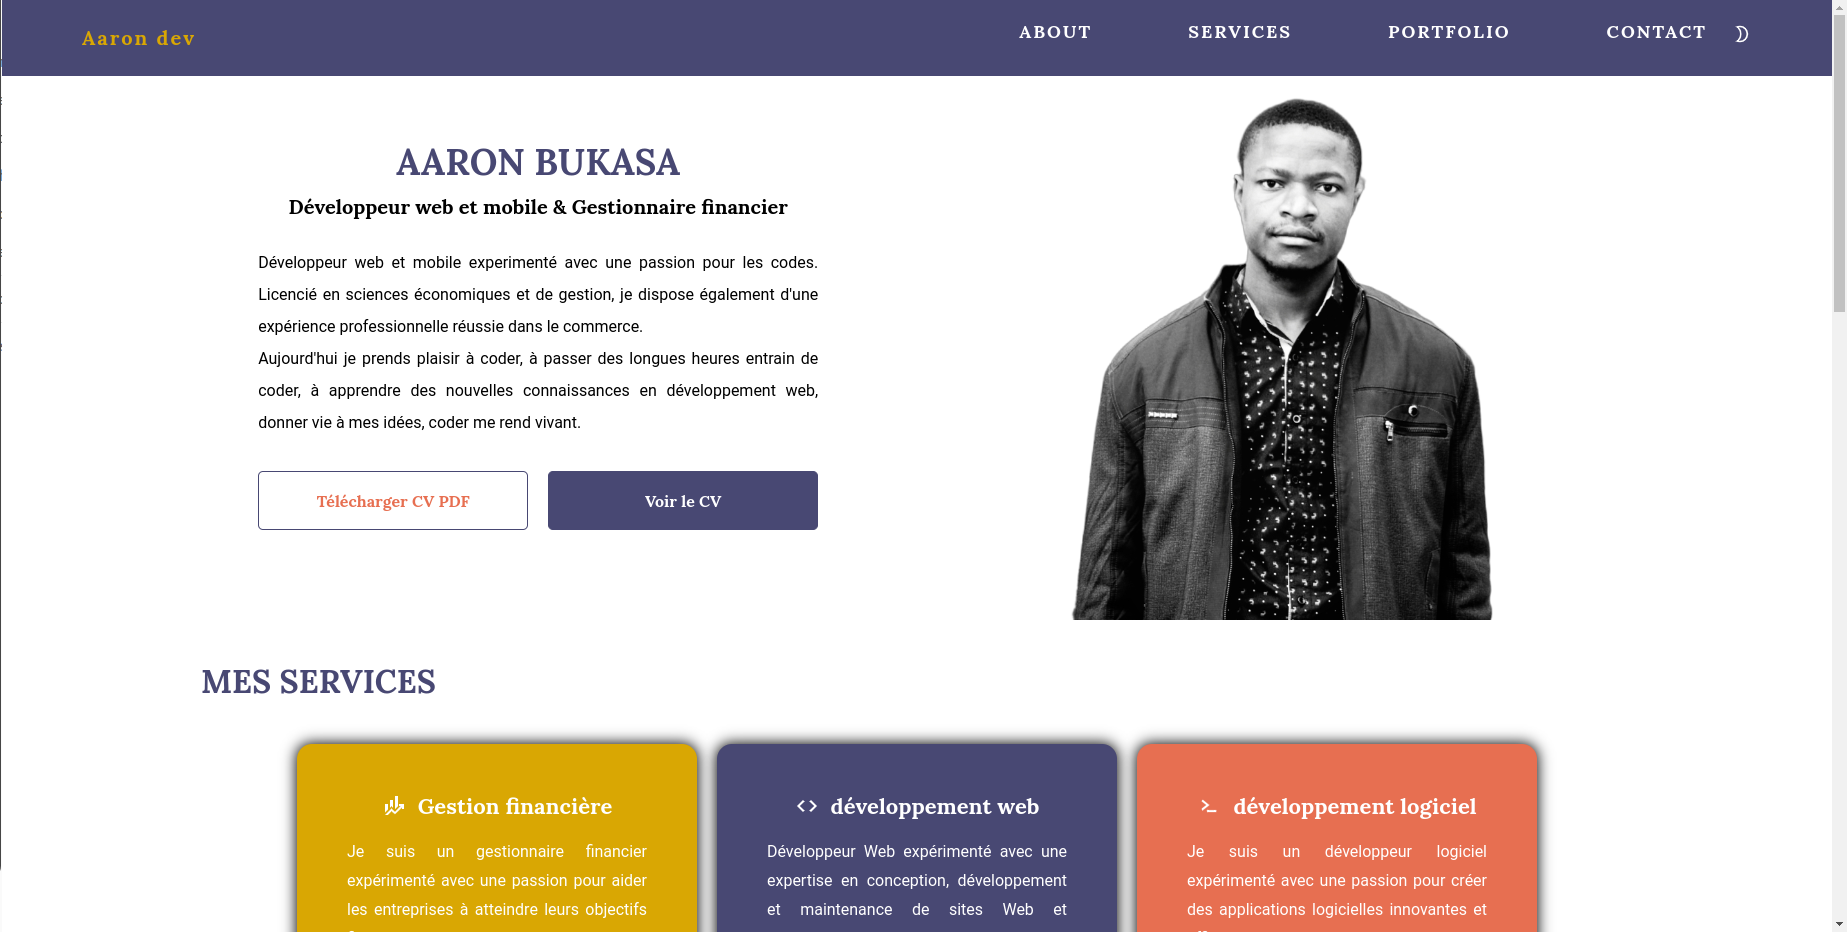 Aaron dev
ABOUT
SERVICES
PORTFOLIO
CONTACT
AARON BUKASA
Développeur web et mobile & Gestionnaire financier
Développeur web et mobile experimenté avec une passion pour les codes.
Licencié en sciences économiques et de gestion, je dispose également d'une
expérience professionnelle réussie dans le commerce.
Aujourd'hui je prends plaisir à coder, à passer des longues heures entrain de
coder, à apprendre des nouvelles connaissances en développement web,
donner vie à mes idées, coder me rend vivant.
Télécharger CV PDF
Voir le CV
MES SERVICES
Gestion financière
Je suis un gestionnaire financier
expérimenté avec une passion pour aider
les entreprises à atteindre leurs objectifs
développement web
Développeur Web expérimenté avec une
expertise en conception, développement
et maintenance de sites Web et
développement logiciel
Je suis un développeur logiciel
expérimenté avec une passion pour créer
des applications logicielles innovantes et